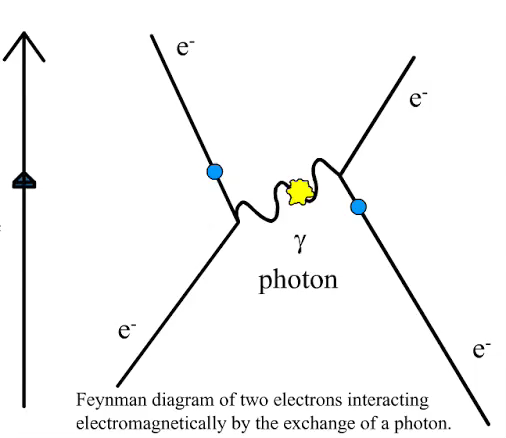 e-
e-
γ
photon
e-
e-
Feynman diagram of two electrons interacting
electromagnetically by the exchange of a photon.